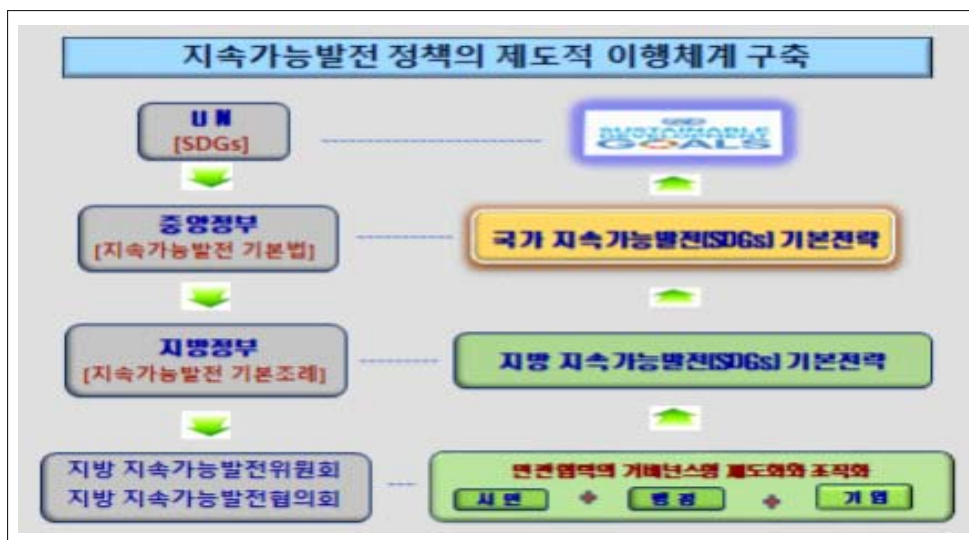 지속가능발전 정책의 제도적 이행체계 구축
UN
[SDGs]
SUSTAINABLE
DEVELOPMENT
GOALS
중앙정부
[지속가능발전 기본법]
국가 지속가능발전(SDGs) 기본전략
지방정부
[지속가능발전 기본조례]
지방 지속가능발전(SDGs) 기본전략
지방 지속가능발전위원회
지방 지속가능발전협의회
민관협력의 거버넌스형 제도화와 조직화
시민 + 행정 + 기업